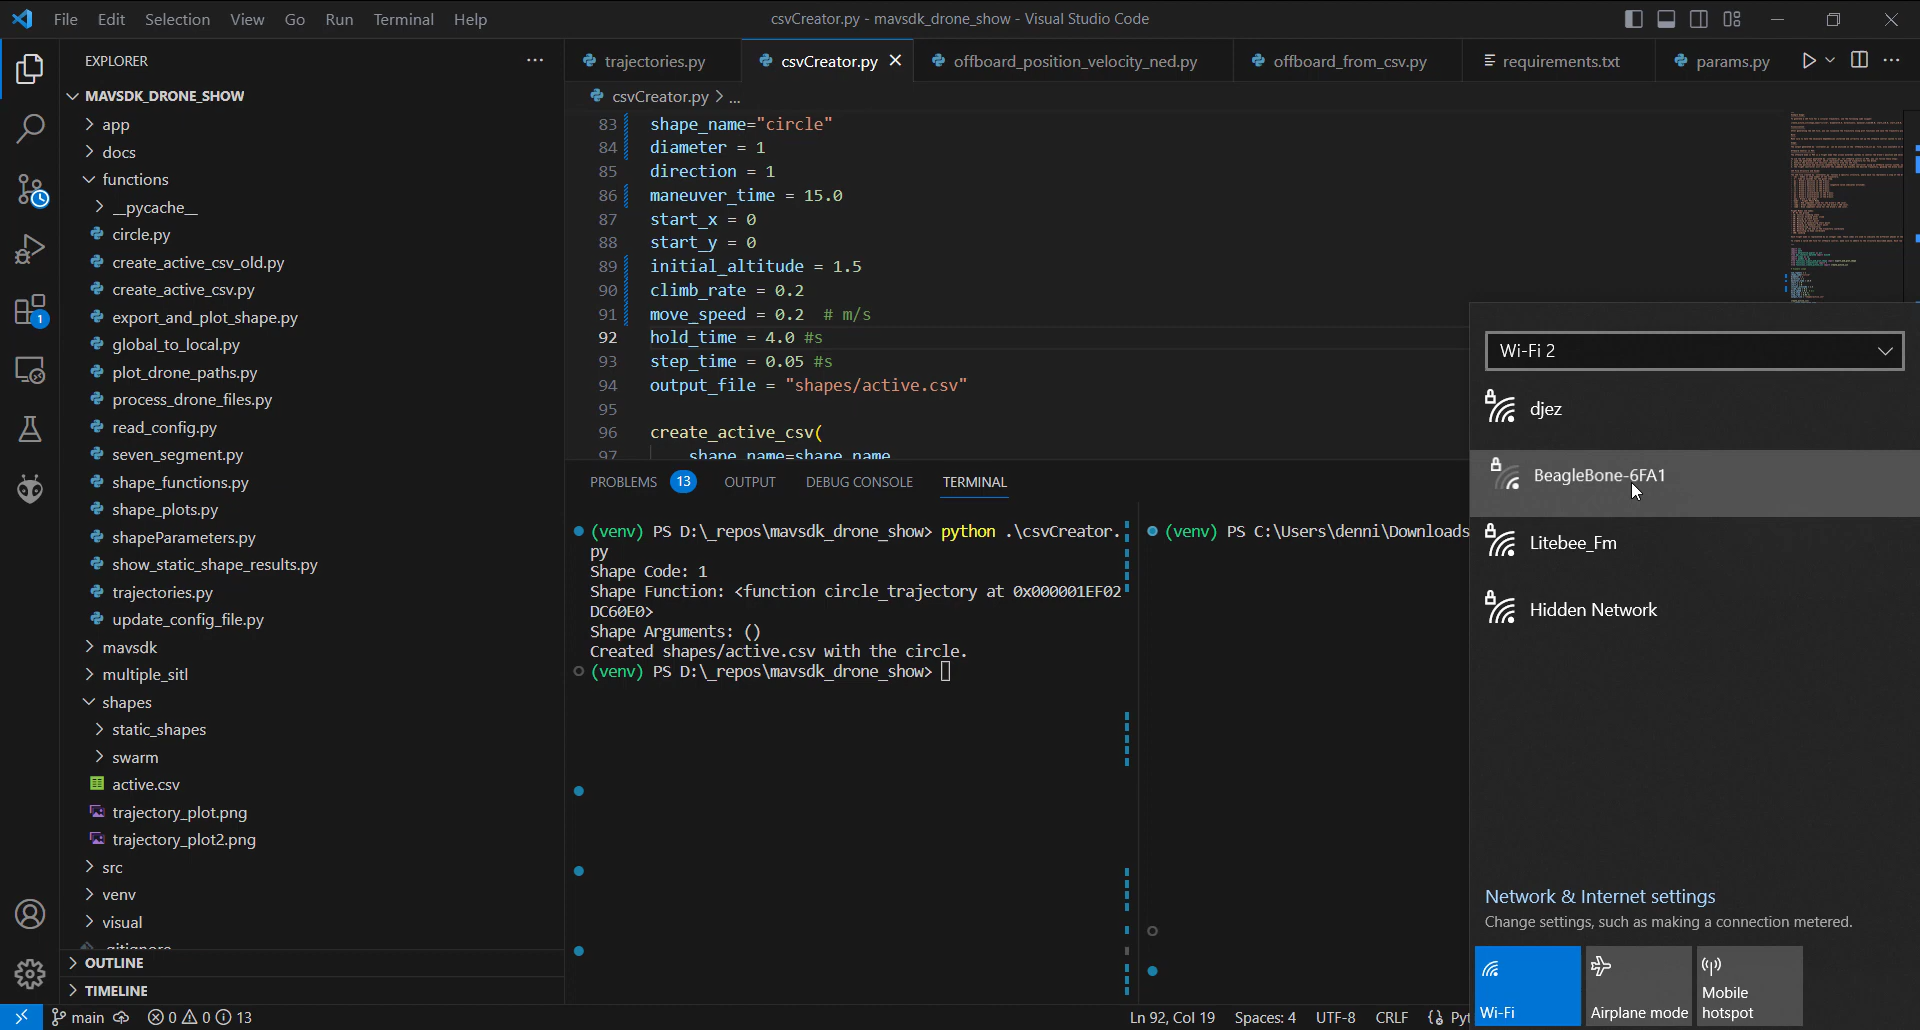 File Edit Selection View Go Run Terminal Help
csvCreator.py - mavsdk_drone_show - Visual Studio Code
EXPLORER
MAVSDK_DRONE_SHOW
app
docs
functions
__pycache__
circle.py
create_active_csv_old.py
create_active_csv.py
export_and_plot_shape.py
global_to_local.py
plot_drone_paths.py
process_drone_files.py
read_config.py
seven_segment.py
shape_functions.py
shape_plots.py
shapeParameters.py
show_static_shape_results.py
trajectories.py
update_config_file.py
mavsdk
multiple_sitl
shapes
static_shapes
swarm
active.csv
trajectory_plot.png
trajectory_plot2.png
src
venv
visual
.gitignore
OUTLINE
TIMELINE
1
trajectories.py csvCreator.py offboard_position_velocity_ned.py offboard_from_csv.py requirements.txt params.py
csvCreator.py > ...
83 shape_name="circle"
84 diameter = 1
85 direction = 1
86 maneuver_time = 15.0
87 start_x = 0
88 start_y = 0
89 initial_altitude = 1.5
90 climb_rate = 0.2
91 move_speed = 0.2 # m/s
92 hold_time = 4.0 #s
93 step_time = 0.05 #s
94 output_file = "shapes/active.csv"
95
96 create_active_csv(
97 shape_name=shape_name
PROBLEMS 13 OUTPUT DEBUG CONSOLE TERMINAL
(venv) PS D:\_repos\mavsdk_drone_show> python .\csvCreator.
py
Shape Code: 1
Shape Function: <function circle_trajectory at 0x000001EF02
DC60E0>
Shape Arguments: ()
Created shapes/active.csv with the circle.
(venv) PS D:\_repos\mavsdk_drone_show>
(venv) PS C:\Users\denni\Downloads
Wi-Fi 2
djez
BeagleBone-6FA1
Litebee_Fm
Hidden Network
Network & Internet settings
Change settings, such as making a connection metered.
Wi-Fi
Airplane mode
Mobile
hotspot
main 0 0 13
Ln 92, Col 19 Spaces: 4 UTF-8 CRLF {} Pyt